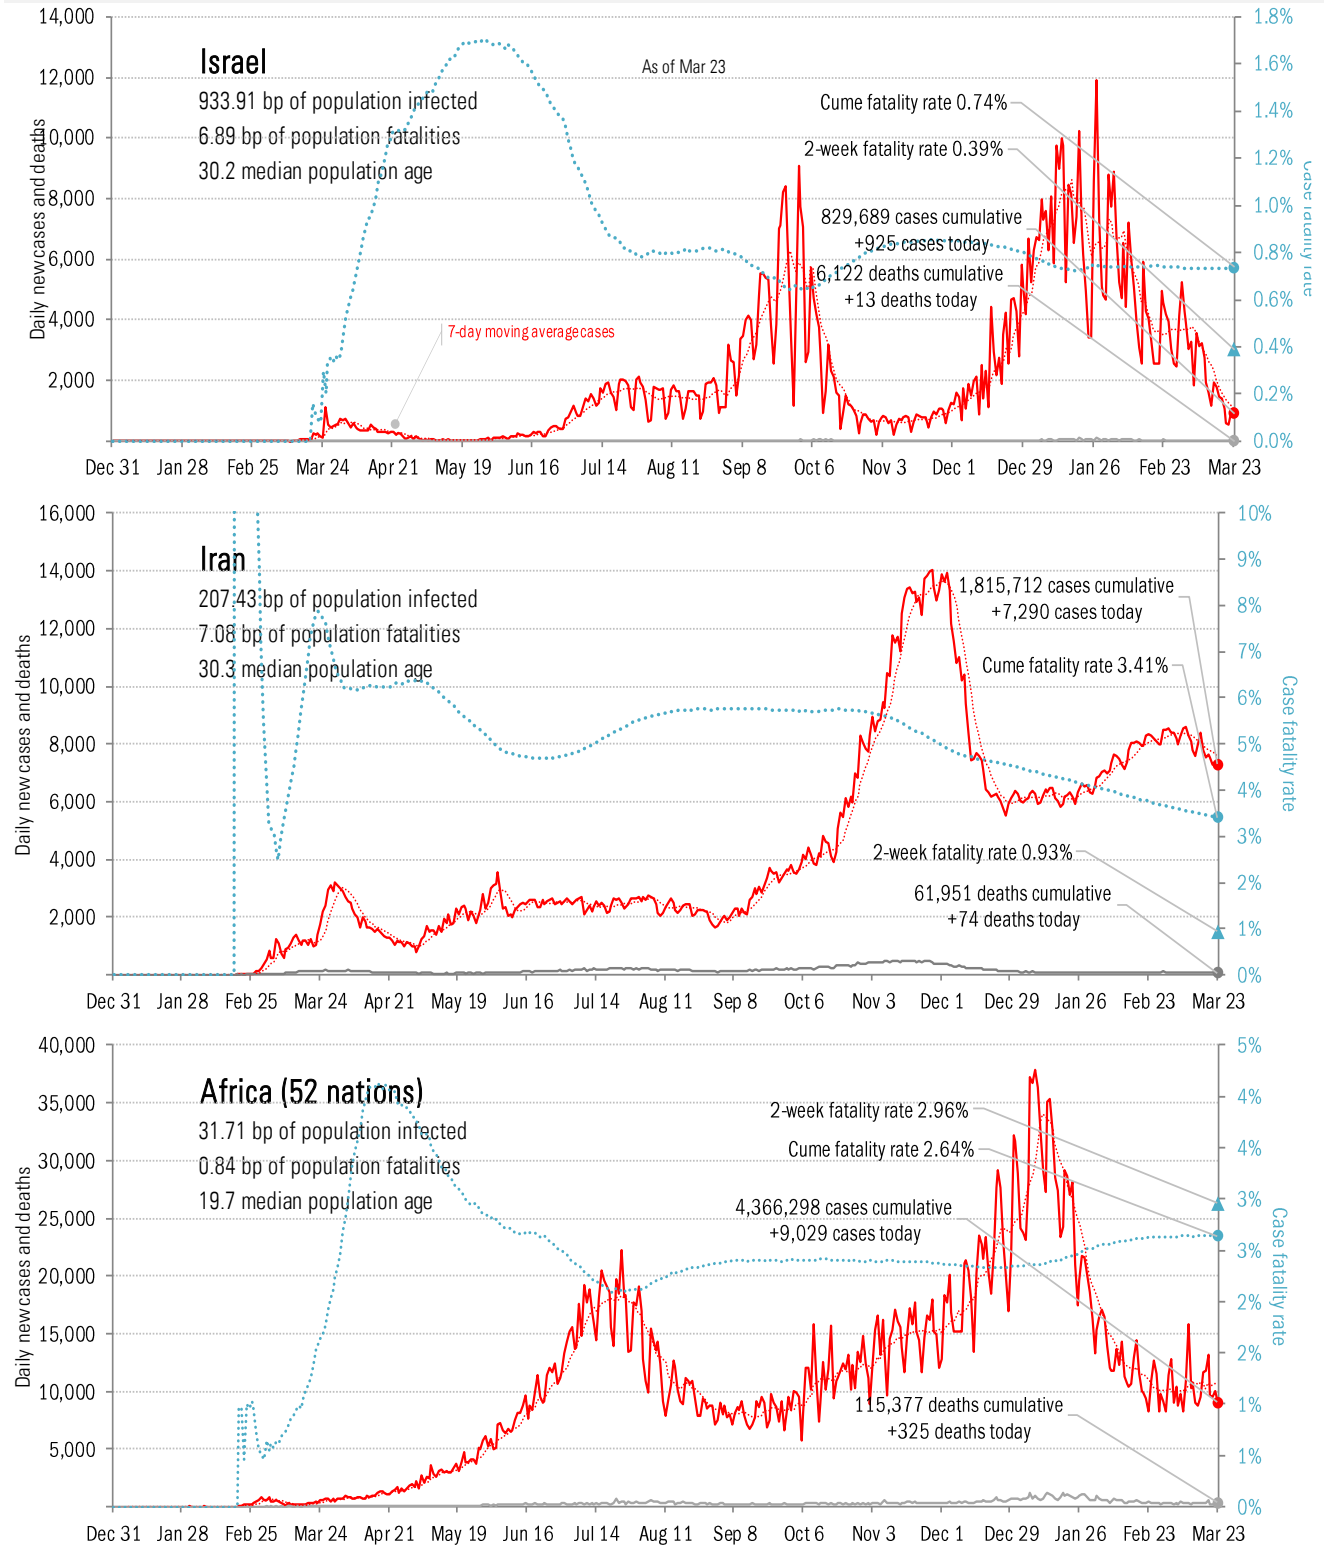 14,000
12,000
10,000
8,000
6,000
4,000
2,000
Daily new cases and deaths
Israel
933.91 bp of population infected
6.89 bp of population fatalities
30.2 median population age
As of Mar 23
7-day moving average cases
Cume fatality rate 0.74%
2-week fatality rate 0.39%
829,689 cases cumulative
+925 cases today
6,122 deaths cumulative
+13 deaths today
1.8%
1.6%
1.4%
1.2%
1.0%
0.8%
0.6%
0.4%
0.2%
0.0%
Case fatality rate
Dec 31 Jan 28 Feb 25 Mar 24 Apr 21 May 19 Jun 16 Jul 14 Aug 11 Sep 8 Oct 6 Nov 3 Dec 1 Dec 29 Jan 26 Feb 23 Mar 23
16,000
14,000
12,000
10,000
8,000
6,000
4,000
2,000
Daily new cases and deaths
Iran
207.43 bp of population infected
7.08 bp of population fatalities
30.3 median population age
1,815,712 cases cumulative
+7,290 cases today
Cume fatality rate 3.41%
2-week fatality rate 0.93%
61,951 deaths cumulative
+74 deaths today
10%
9%
8%
7%
6%
5%
4%
3%
2%
1%
0%
Case fatality rate
Dec 31 Jan 28 Feb 25 Mar 24 Apr 21 May 19 Jun 16 Jul 14 Aug 11 Sep 8 Oct 6 Nov 3 Dec 1 Dec 29 Jan 26 Feb 23 Mar 23
40,000
35,000
30,000
25,000
20,000
15,000
10,000
5,000
Daily new cases and deaths
Africa (52 nations)
31.71 bp of population infected
0.84 bp of population fatalities
19.7 median population age
2-week fatality rate 2.96%
Cume fatality rate 2.64%
4,366,298 cases cumulative
+9,029 cases today
115,377 deaths cumulative
+325 deaths today
5%
4%
4%
3%
3%
2%
2%
1%
1%
0%
Case fatality rate
Dec 31 Jan 28 Feb 25 Mar 24 Apr 21 May 19 Jun 16 Jul 14 Aug 11 Sep 8 Oct 6 Nov 3 Dec 1 Dec 29 Jan 26 Feb 23 Mar 23